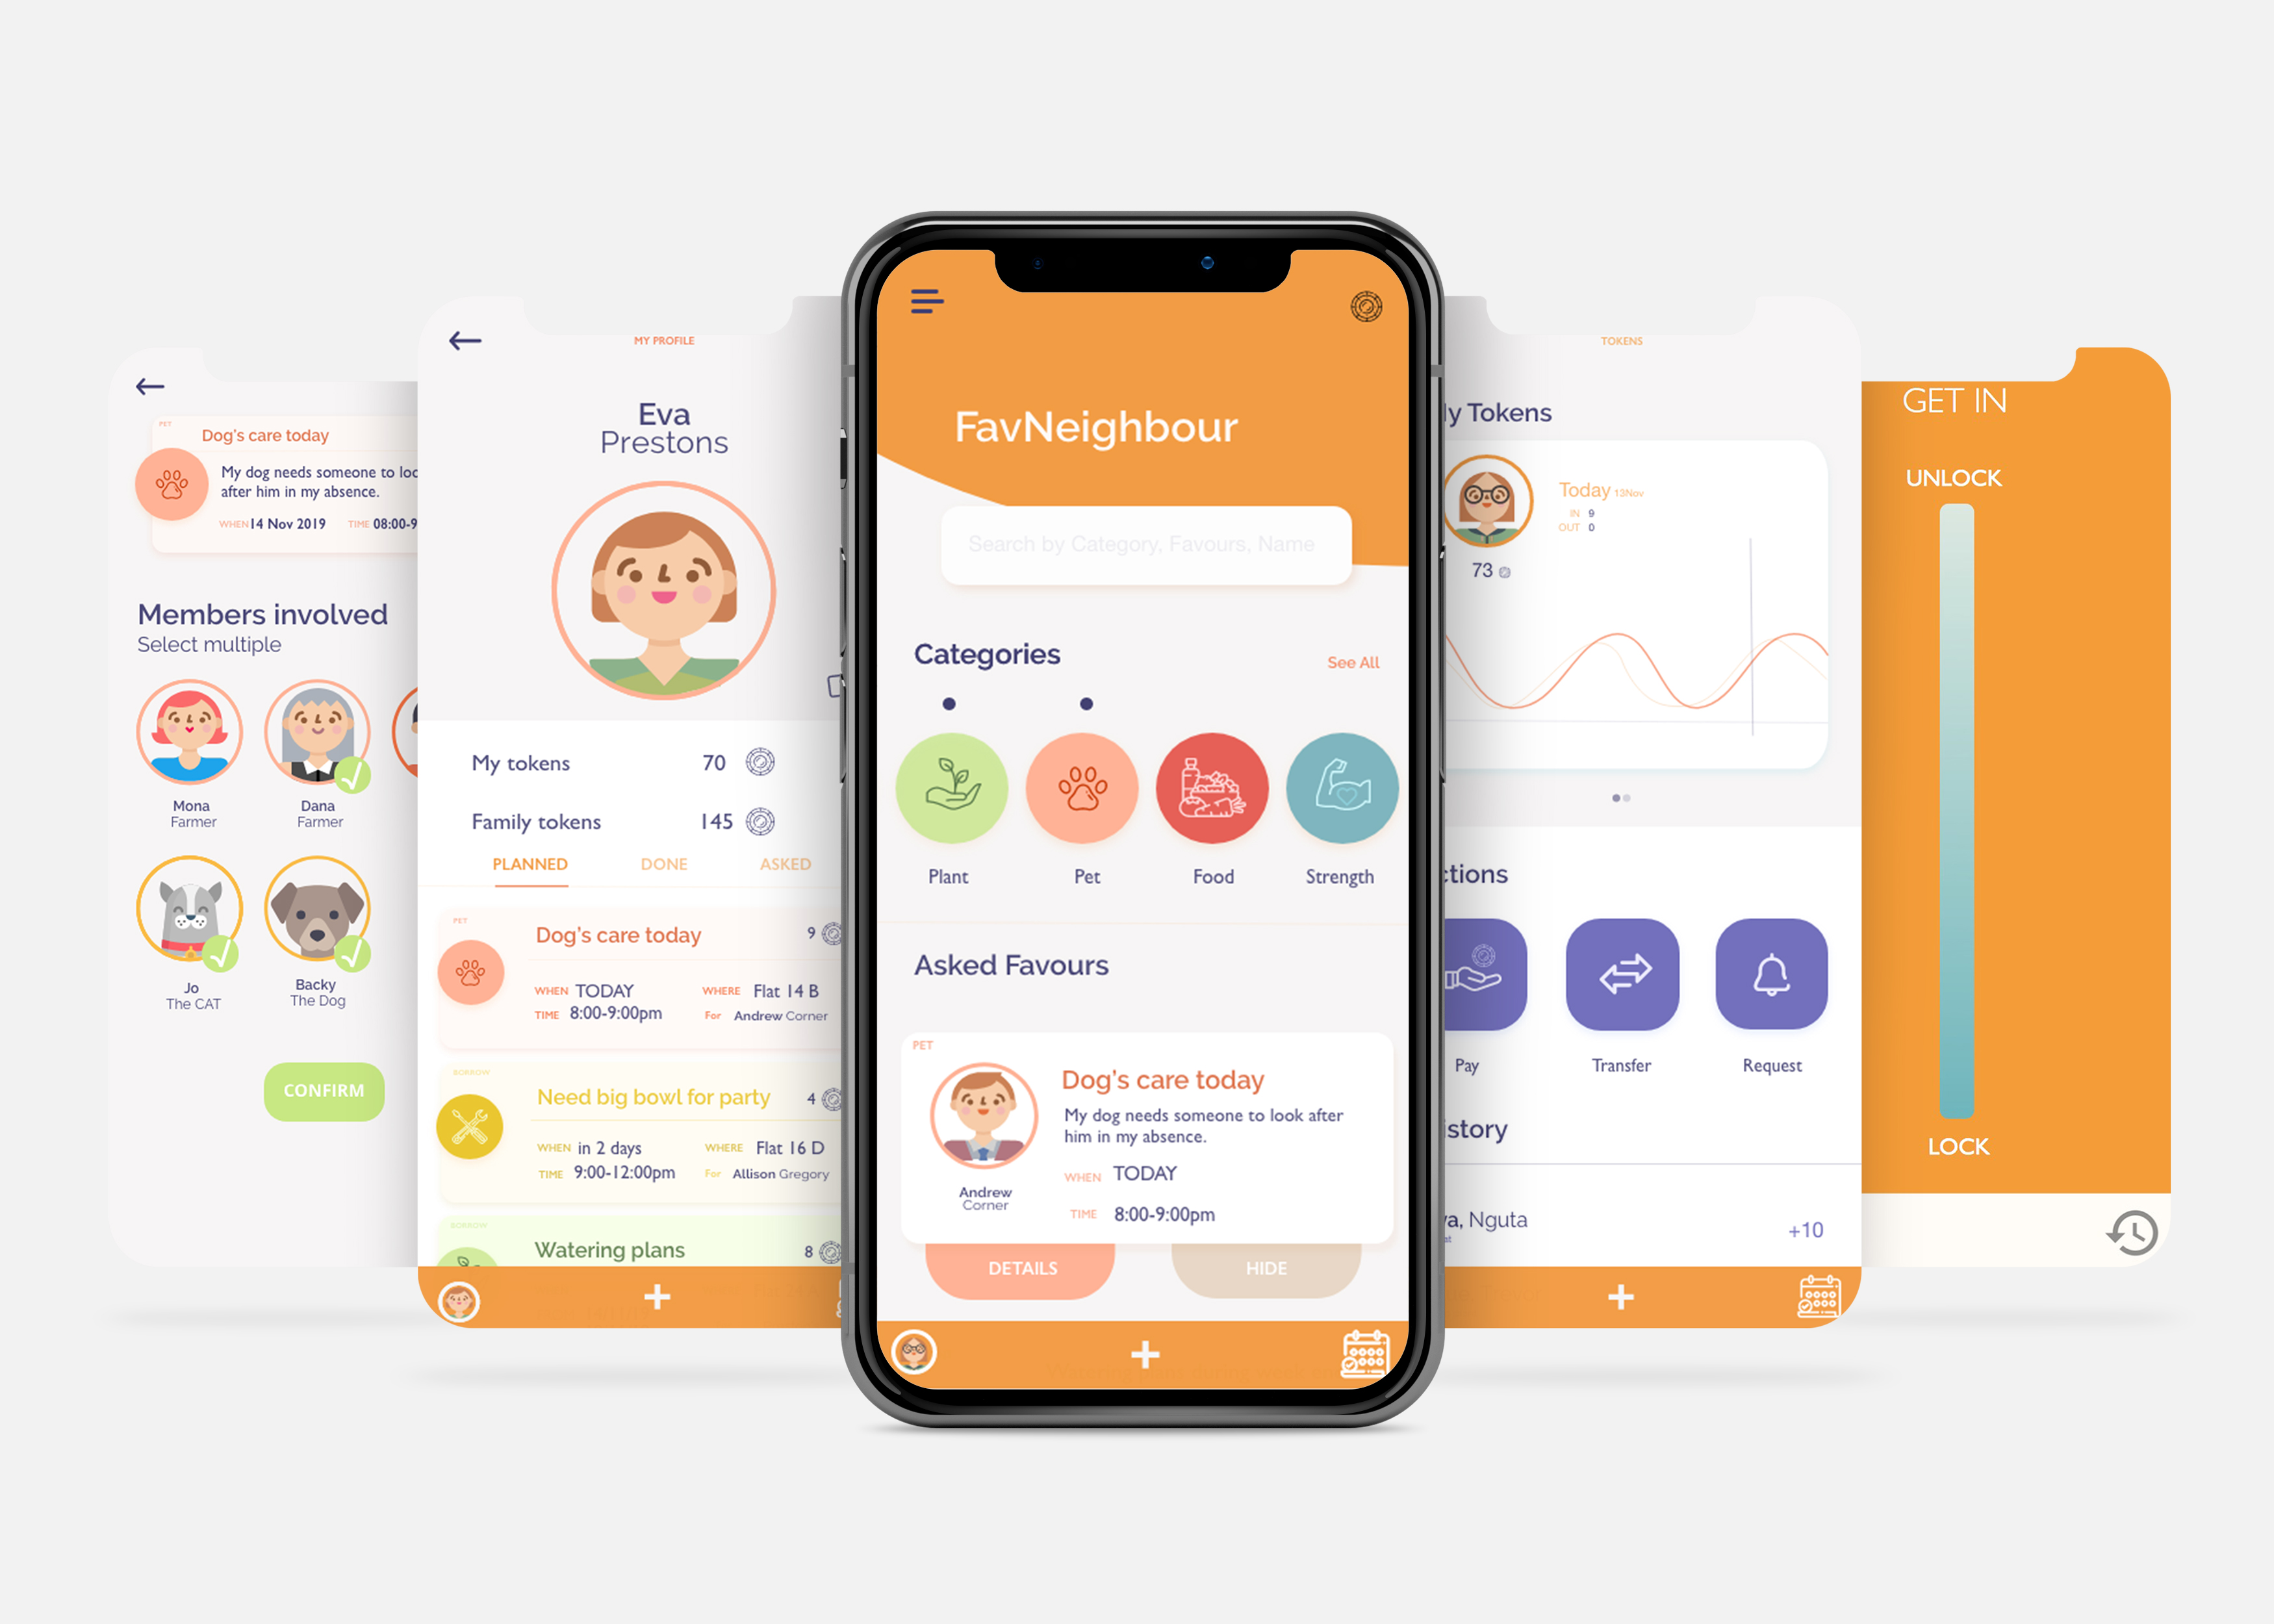 PET
Dog's care today
My dog needs someone to
after him in my absence.
WHEN 14 Nov 2019 TIME 08:00-9
Members involved
Select multiple
Mona
Farmer
Dana
Farmer
Jo
The CAT
Backy
The Dog
CONFIRM
MY PROFILE
Eva
Prestons
My tokens 70
Family tokens 145
PLANNED DONE ASKED
PET
Dog's care today 9
WHEN TODAY WHERE Flat 14 B
TIME 8:00-9:00pm For Andrew Corner
BORROW
Need big bowl for party 4
WHEN in 2 days WHERE Flat 16 D
TIME 9:00-12:00pm For Allison Gregory
BORROW
Watering plans 8
FavNeighbour
Search by Category, Favours, Name
Categories
See All
Plant Pet Food Strength
Asked Favours
PET
Dog's care today
My dog needs someone to look after
him in my absence.
WHEN TODAY
TIME 8:00-9:00pm
Andrew
Corner
DETAILS HIDE
TOKENS
y Tokens
Today 13Nov
IN 9
OUT 0
73
ctions
Pay Transfer Request
istory
a, Nguta
+10
GET IN
UNLOCK
LOCK